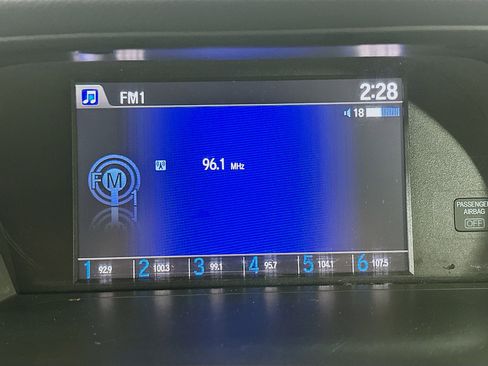 FM1 2:28
18
96.1 MHz
FM
1
PASSENGER
AIRBAG
OFF
1 92.9 2 100.3 3 99.1 4 95.7 5 104.1 6 107.5